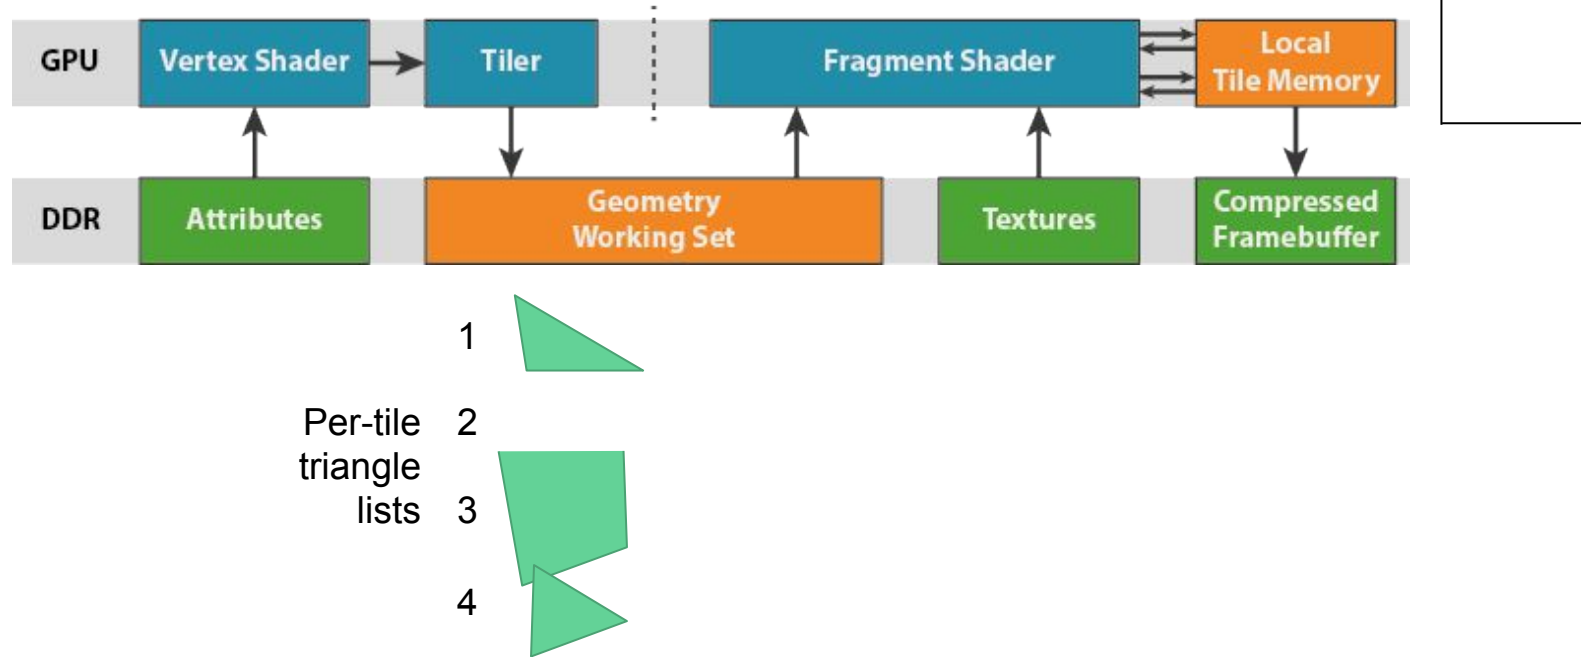 GPU
Vertex Shader
Tiler
Fragment Shader
Local
Tile Memory
DDR
Attributes
Geometry
Working Set
Textures
Compressed
Framebuffer
1
Per-tile
triangle
lists
2
3
4